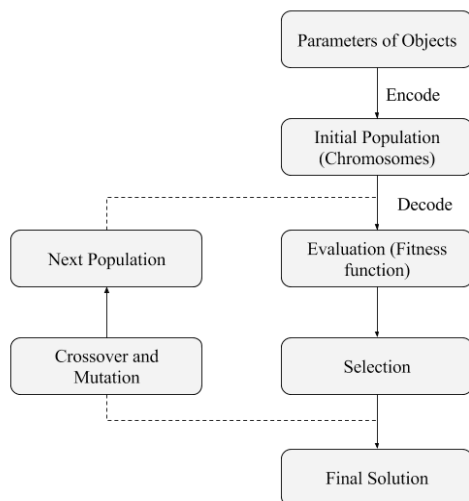 Parameters of Objects
Encode
Initial Population
(Chromosomes)
Decode
Next Population
Evaluation (Fitness
function)
Crossover and
Mutation
Selection
Final Solution